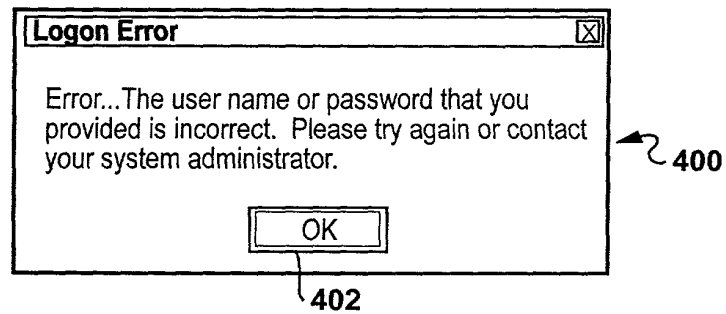 Logon Error
X
Error...The user name or password that you
provided is incorrect.  Please try again or contact
your system administrator.
400
OK
402